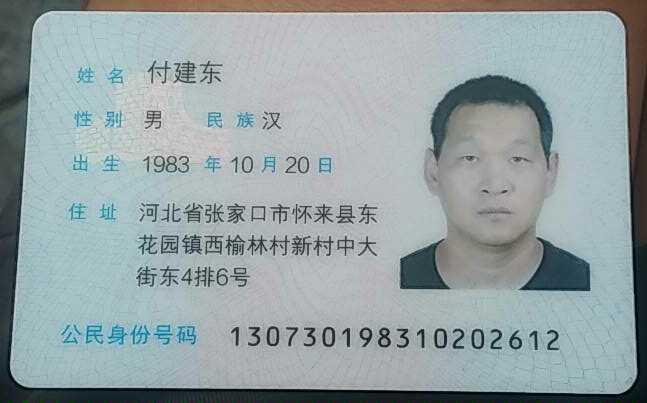 姓名 付建东
性别 男 民族 汉
出生 1983 年 10 月 20 日
住址 河北省张家口市怀来县东
花园镇西榆林村新村中大
街东4排6号
公民身份号码 130730198310202612